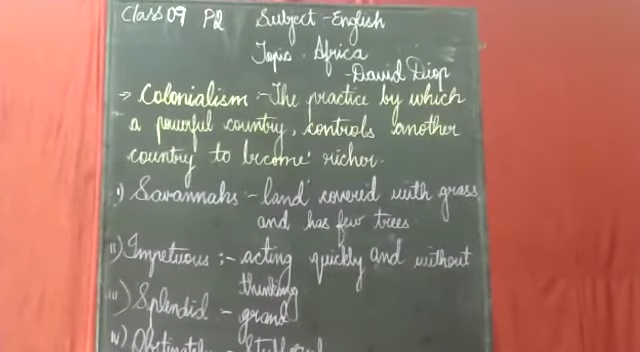 Class 09 P2 Subject - English
Topic - Africa
- David Diop
→ Colonialism :- The practice by which
a powerful country, controls another
country to become richer.
i) Savannahs :- land covered with grass
and has few trees.
ii) Impetuous :- acting quickly and without
thinking
iii) Splendid :- grand
iv)